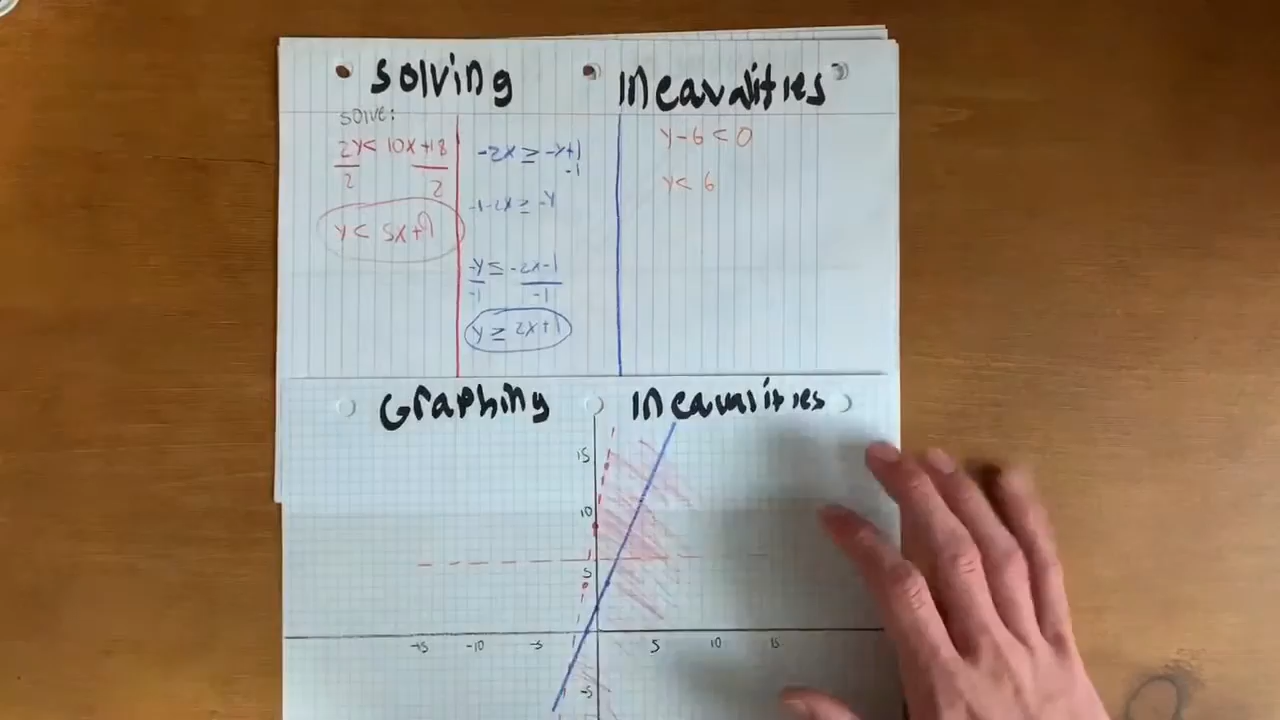 Solving Inequalities
Solve:
2y < 10x + 18
2 2
y < 5x + 9
-2x ≥ -y + 1
-1
-1 -2x ≥ -y
-y ≤ -2x - 1
-1 -1
y ≥ 2x + 1
y - 6 < 0
y < 6
Graphing Inequalities
15
10
5
-15 -10 -5 5 10 15
-5